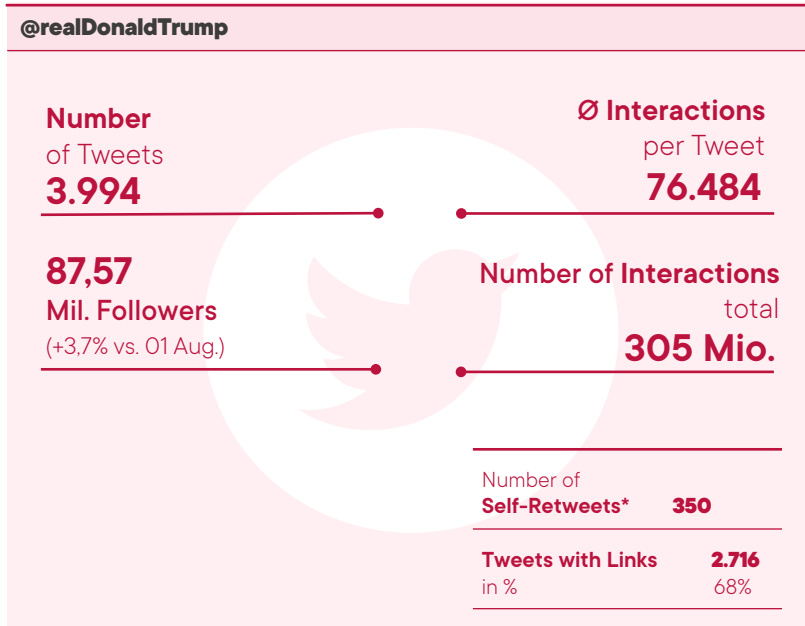 @realDonaldTrump
Number
of Tweets
3.994
Ø Interactions
per Tweet
76.484
87,57
Mil. Followers
(+3,7% vs. 01 Aug.)
Number of Interactions
total
305 Mio.
Number of
Self-Retweets* 350
Tweets with Links 2.716
in % 68%